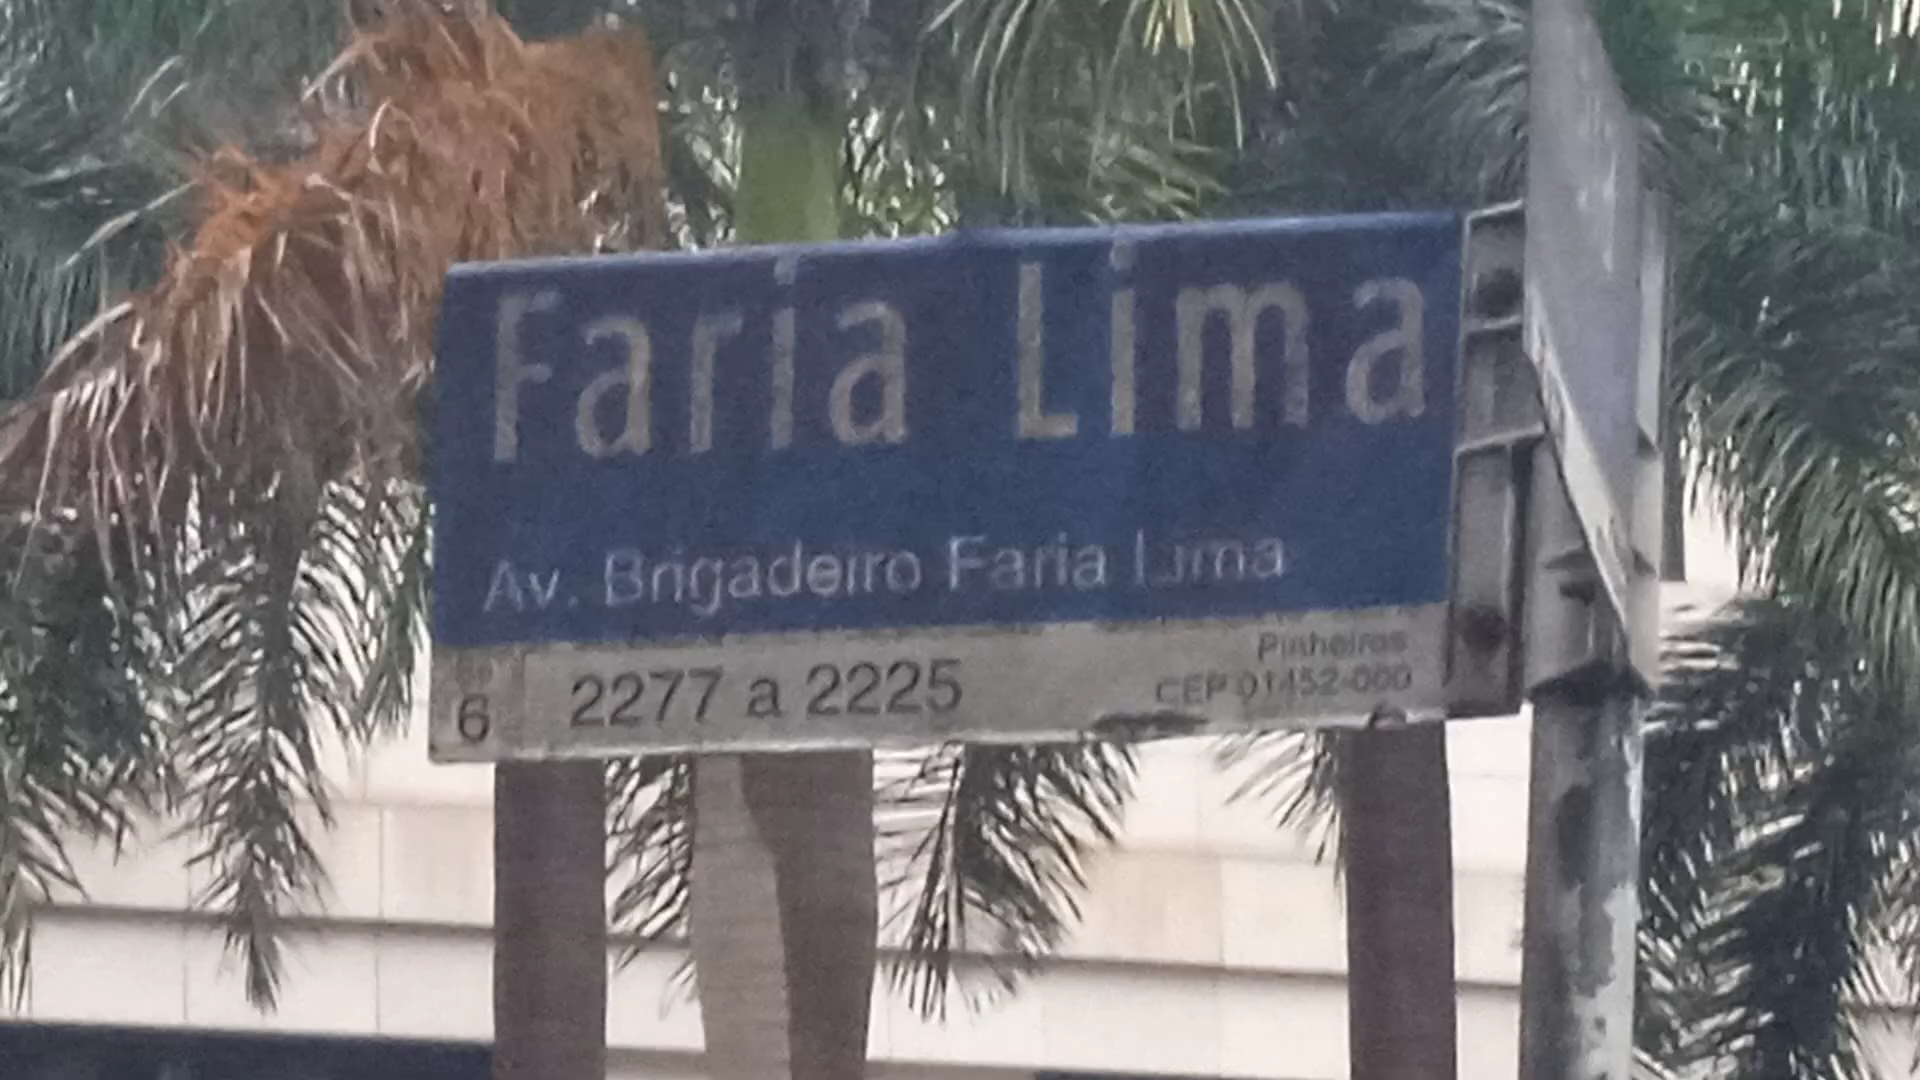 Faria Lima
Av. Brigadeiro Faria Lima
6
2277 a 2225
Pinheiros
CEP 01452-000